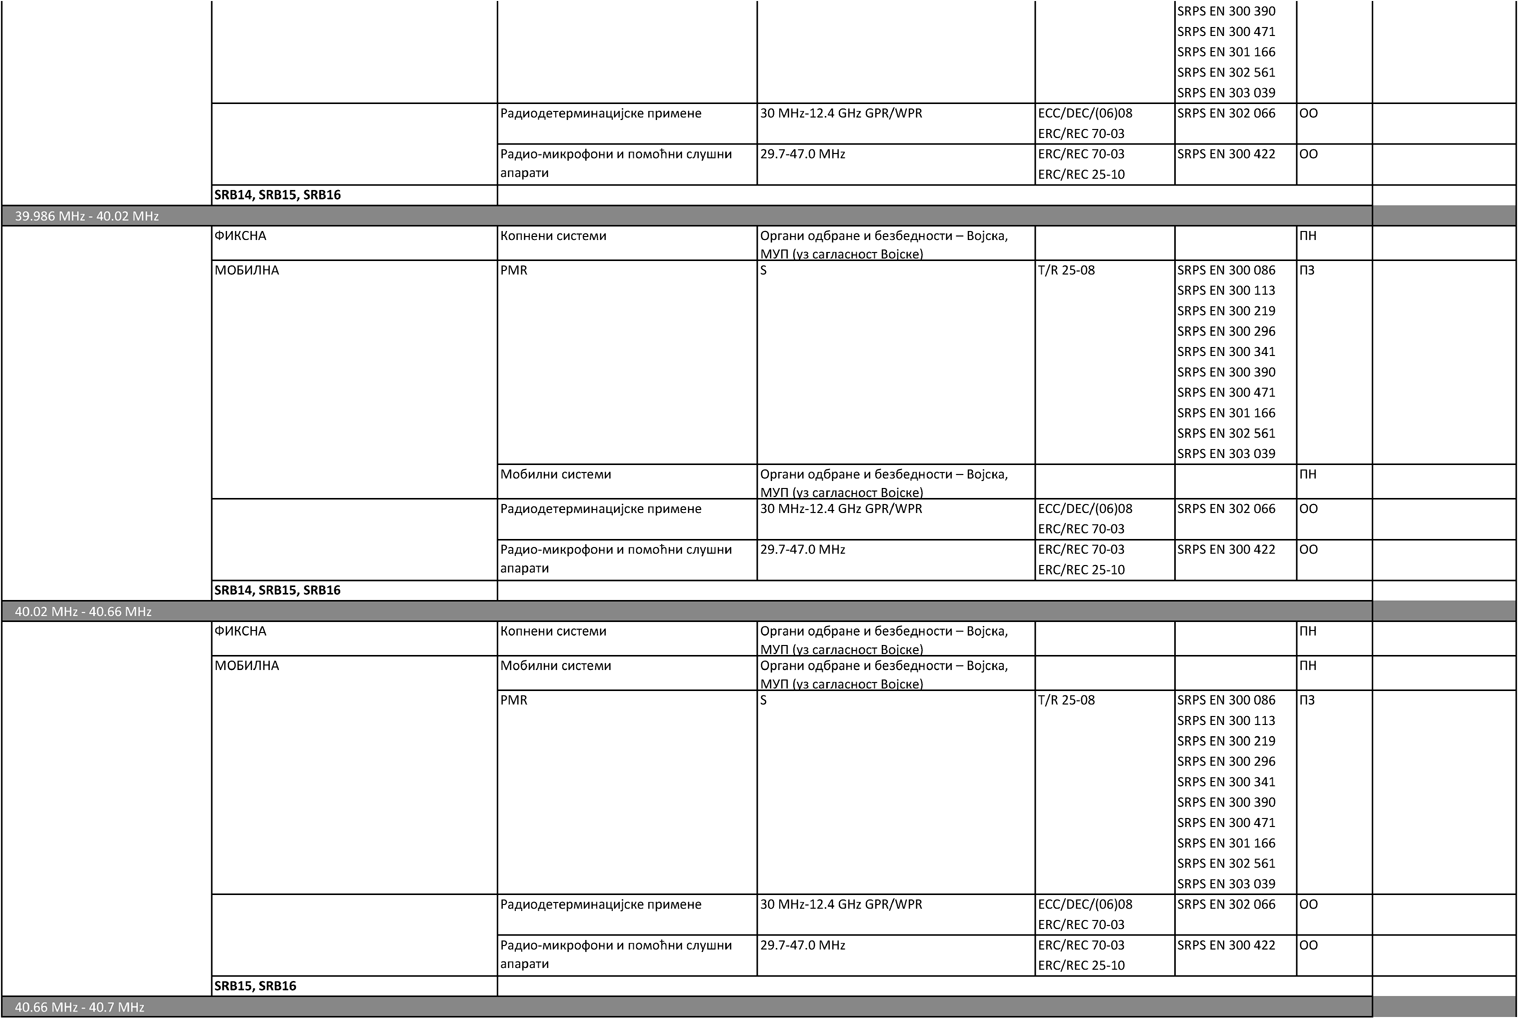 SRPS EN 300 390
SRPS EN 300 471
SRPS EN 301 166
SRPS EN 302 561
SRPS EN 303 039
Радиодетерминацијске примене 30 MHz-12.4 GHz GPR/WPR ECC/DEC/(06)08 SRPS EN 302 066 ОО
ERC/REC 70-03
Радио-микрофони и помоћни слушни 29.7-47.0 MHz ERC/REC 70-03 SRPS EN 300 422 ОО
апарати ERC/REC 25-10
SRB14, SRB15, SRB16
39.986 MHz - 40.02 MHz
ФИКСНА Копнени системи Органи одбране и безбедности – Војска, ПН
МУП (уз сагласност Војске)
МОБИЛНА PMR S T/R 25-08 SRPS EN 300 086 ПЗ
SRPS EN 300 113
SRPS EN 300 219
SRPS EN 300 296
SRPS EN 300 341
SRPS EN 300 390
SRPS EN 300 471
SRPS EN 301 166
SRPS EN 302 561
SRPS EN 303 039
Мобилни системи Органи одбране и безбедности – Војска, ПН
МУП (уз сагласност Војске)
Радиодетерминацијске примене 30 MHz-12.4 GHz GPR/WPR ECC/DEC/(06)08 SRPS EN 302 066 ОО
ERC/REC 70-03
Радио-микрофони и помоћни слушни 29.7-47.0 MHz ERC/REC 70-03 SRPS EN 300 422 ОО
апарати ERC/REC 25-10
SRB14, SRB15, SRB16
40.02 MHz - 40.66 MHz
ФИКСНА Копнени системи Органи одбране и безбедности – Војска, ПН
МУП (уз сагласност Војске)
МОБИЛНА Мобилни системи Органи одбране и безбедности – Војска, ПН
МУП (уз сагласност Војске)
PMR S T/R 25-08 SRPS EN 300 086 ПЗ
SRPS EN 300 113
SRPS EN 300 219
SRPS EN 300 296
SRPS EN 300 341
SRPS EN 300 390
SRPS EN 300 471
SRPS EN 301 166
SRPS EN 302 561
SRPS EN 303 039
Радиодетерминацијске примене 30 MHz-12.4 GHz GPR/WPR ECC/DEC/(06)08 SRPS EN 302 066 ОО
ERC/REC 70-03
Радио-микрофони и помоћни слушни 29.7-47.0 MHz ERC/REC 70-03 SRPS EN 300 422 ОО
апарати ERC/REC 25-10
SRB15, SRB16
40.66 MHz - 40.7 MHz